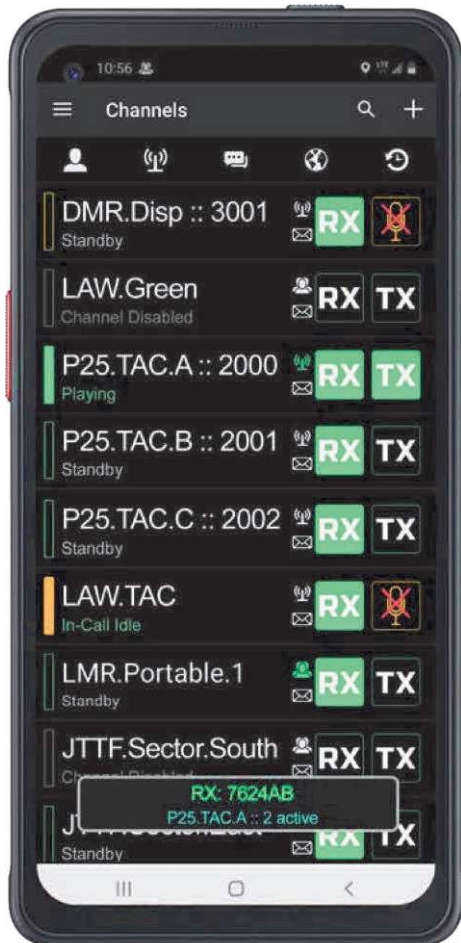 10:56
LTE
Channels
DMR.Disp :: 3001
RX
Standby
LAW.Green
RX TX
Channel Disabled
P25.TAC.A :: 2000
RX TX
Playing
P25.TAC.B :: 2001
RX TX
Standby
P25.TAC.C :: 2002
RX TX
Standby
LAW.TAC
RX
In-Call Idle
LMR.Portable.1
RX TX
Standby
JTTF.Sector.South
RX TX
RX: 7624AB
P25.TAC.A :: 2 active
RX TX
Standby